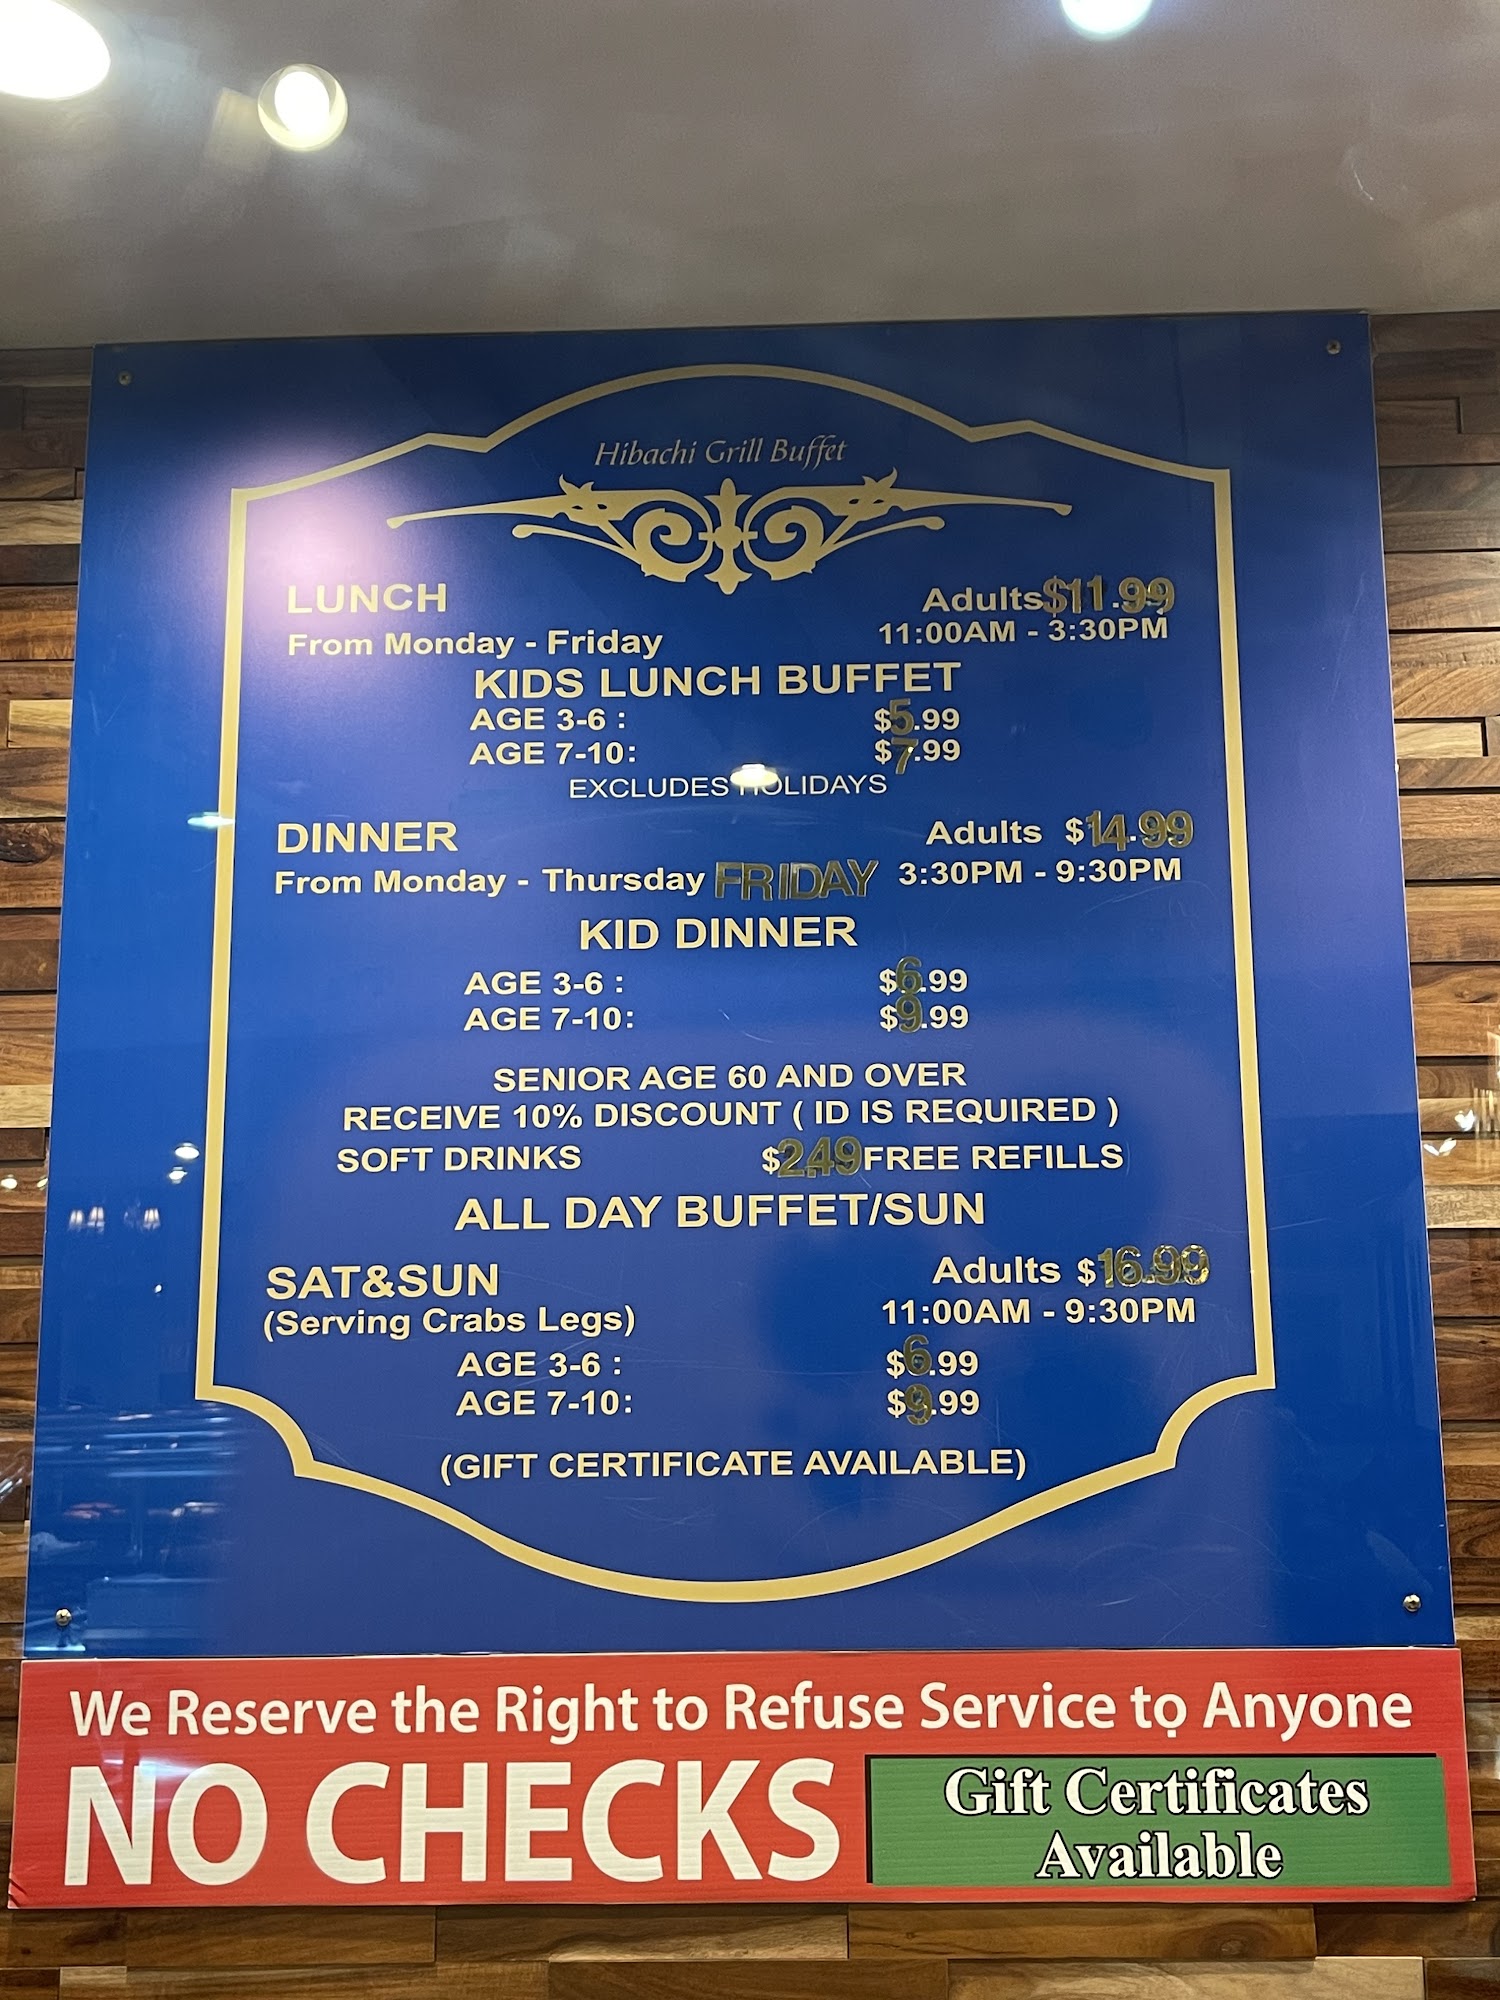 Hibachi Grill Buffet
LUNCH Adults $11.99
From Monday - Friday 11:00AM - 3:30PM
KIDS LUNCH BUFFET
AGE 3-6 : $5.99
AGE 7-10: $7.99
EXCLUDES HOLIDAYS
DINNER Adults $14.99
From Monday - Thursday FRIDAY 3:30PM - 9:30PM
KID DINNER
AGE 3-6 : $6.99
AGE 7-10: $9.99
SENIOR AGE 60 AND OVER
RECEIVE 10% DISCOUNT ( ID IS REQUIRED )
SOFT DRINKS $2.49 FREE REFILLS
ALL DAY BUFFET/SUN
SAT&SUN Adults $16.99
(Serving Crabs Legs) 11:00AM - 9:30PM
AGE 3-6 : $6.99
AGE 7-10: $9.99
(GIFT CERTIFICATE AVAILABLE)
We Reserve the Right to Refuse Service to Anyone
NO CHECKS
Gift Certificates
Available